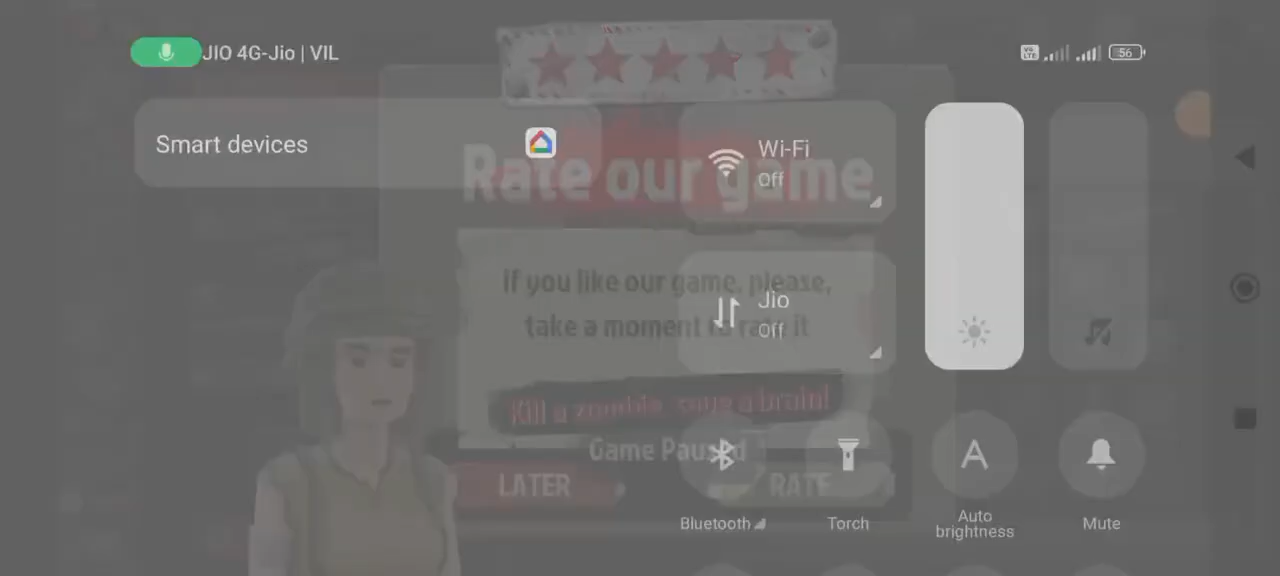 JIO 4G-Jio | VIL
56
Smart devices
Wi-Fi
Off
Rate our game
If you like our game, please,
take a moment to rate it
Jio
Off
Kill a zombie, save a brain!
Game Paused
LATER
RATE
Bluetooth
Torch
A
Auto
brightness
Mute